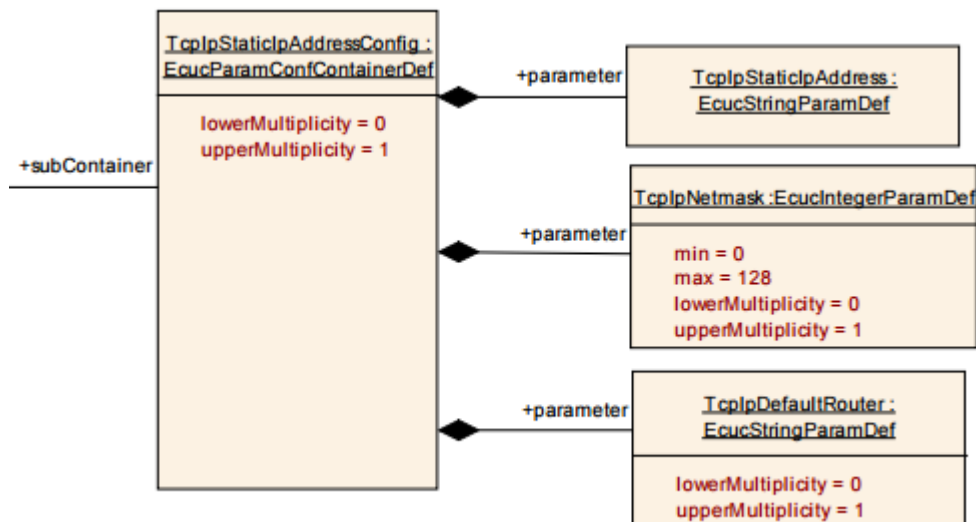 TcpIpStaticIpAddressConfig :
EcucParamConfContainerDef
lowerMultiplicity = 0
upperMultiplicity = 1
+subContainer
+parameter
TcpIpStaticIpAddress :
EcucStringParamDef
+parameter
TcpIpNetmask :EcucIntegerParamDef
min = 0
max = 128
lowerMultiplicity = 0
upperMultiplicity = 1
+parameter
TcpIpDefaultRouter :
EcucStringParamDef
lowerMultiplicity = 0
upperMultiplicity = 1